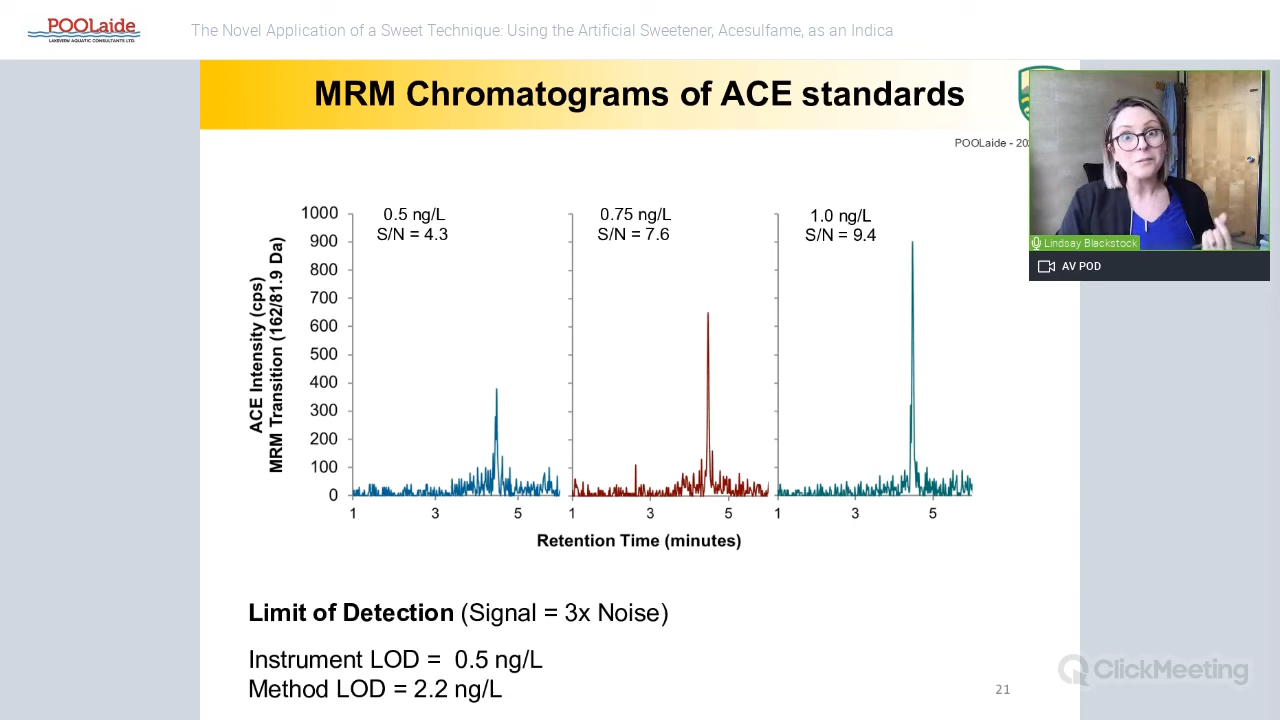 POOLaide
LAKEVIEW AQUATIC CONSULTANTS LTD.
The Novel Application of a Sweet Technique: Using the Artificial Sweetener, Acesulfame, as an Indica
MRM Chromatograms of ACE standards
POOLaide - 20
Lindsay Blackstock
AV POD
ACE Intensity (cps)
MRM Transition (162/81.9 Da)
1000
900
800
700
600
500
400
300
200
100
0
0.5 ng/L
S/N = 4.3
0.75 ng/L
S/N = 7.6
1.0 ng/L
S/N = 9.4
1 3 5
1 3 5
1 3 5
Retention Time (minutes)
Limit of Detection (Signal = 3x Noise)
Instrument LOD = 0.5 ng/L
Method LOD = 2.2 ng/L
21
ClickMeeting